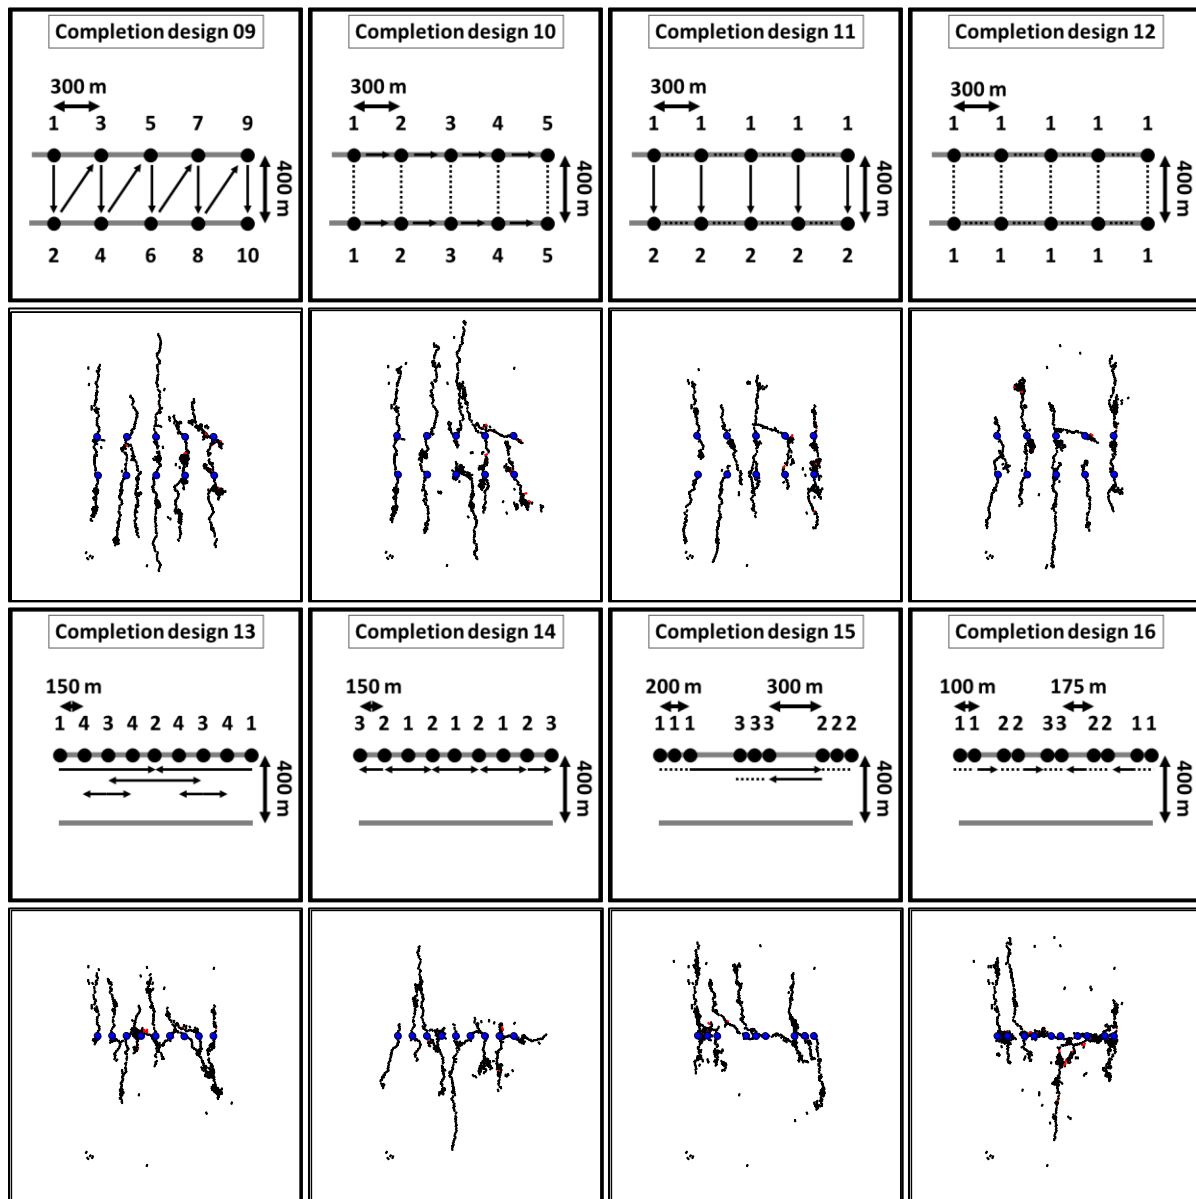 Completion design 09
300 m
1 3 5 7 9
400 m
2 4 6 8 10
Completion design 10
300 m
1 2 3 4 5
400 m
1 2 3 4 5
Completion design 11
300 m
1 1 1 1 1
400 m
2 2 2 2 2
Completion design 12
300 m
1 1 1 1 1
400 m
1 1 1 1 1
Completion design 13
150 m
1 4 3 4 2 4 3 4 1
400 m
Completion design 14
150 m
3 2 1 2 1 2 1 2 3
400 m
Completion design 15
200 m 300 m
1 1 1 3 3 3 2 2 2
400 m
Completion design 16
100 m 175 m
1 1 2 2 3 3 2 2 1 1
400 m